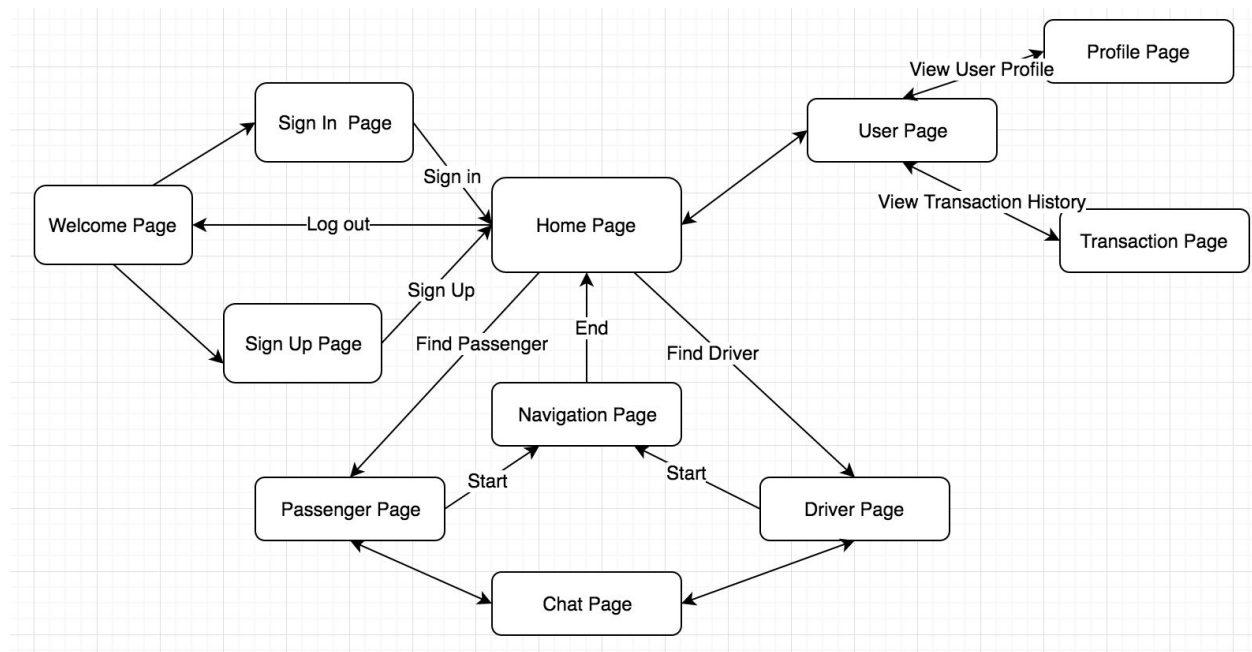 Profile Page
View User Profile
Sign In Page
User Page
Sign in
View Transaction History
Welcome Page
Log out
Home Page
Transaction Page
Sign Up
Sign Up Page
Find Passenger
End
Find Driver
Navigation Page
Start
Start
Passenger Page
Driver Page
Chat Page